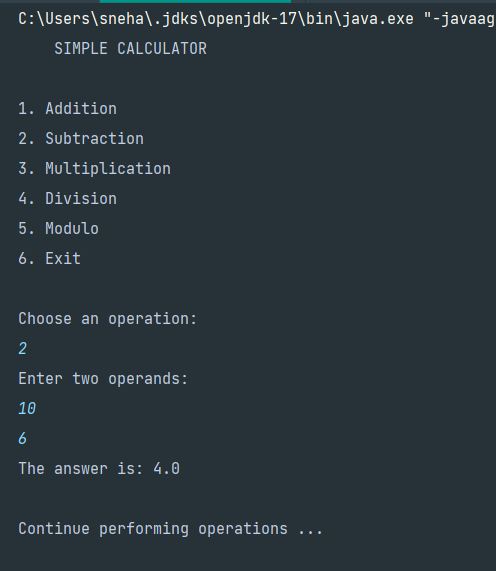 C:\Users\sneha\.jdks\openjdk-17\bin\java.exe "-javaag
SIMPLE CALCULATOR
1. Addition
2. Subtraction
3. Multiplication
4. Division
5. Modulo
6. Exit
Choose an operation:
2
Enter two operands:
10
6
The answer is: 4.0
Continue performing operations ...